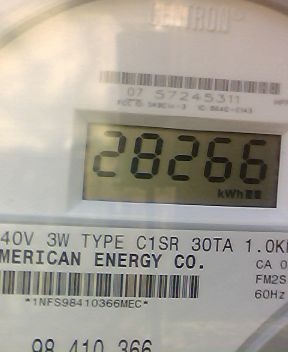 CENTRON®
07 57245311
28266
kWh
40V 3W TYPE C1SR 30TA 1.0K
MERICAN ENERGY CO.
CA 0
FM2S
60Hz
*1NFS98410366MEC*
98 410 366